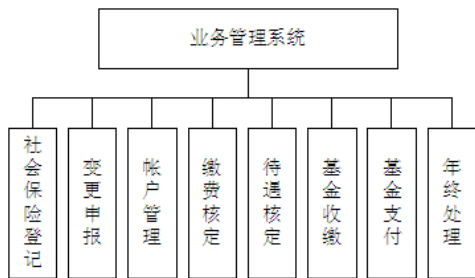 业务管理系统
社会保险登记
变更申报
帐户管理
缴费核定
待遇核定
基金收缴
基金支付
年终处理